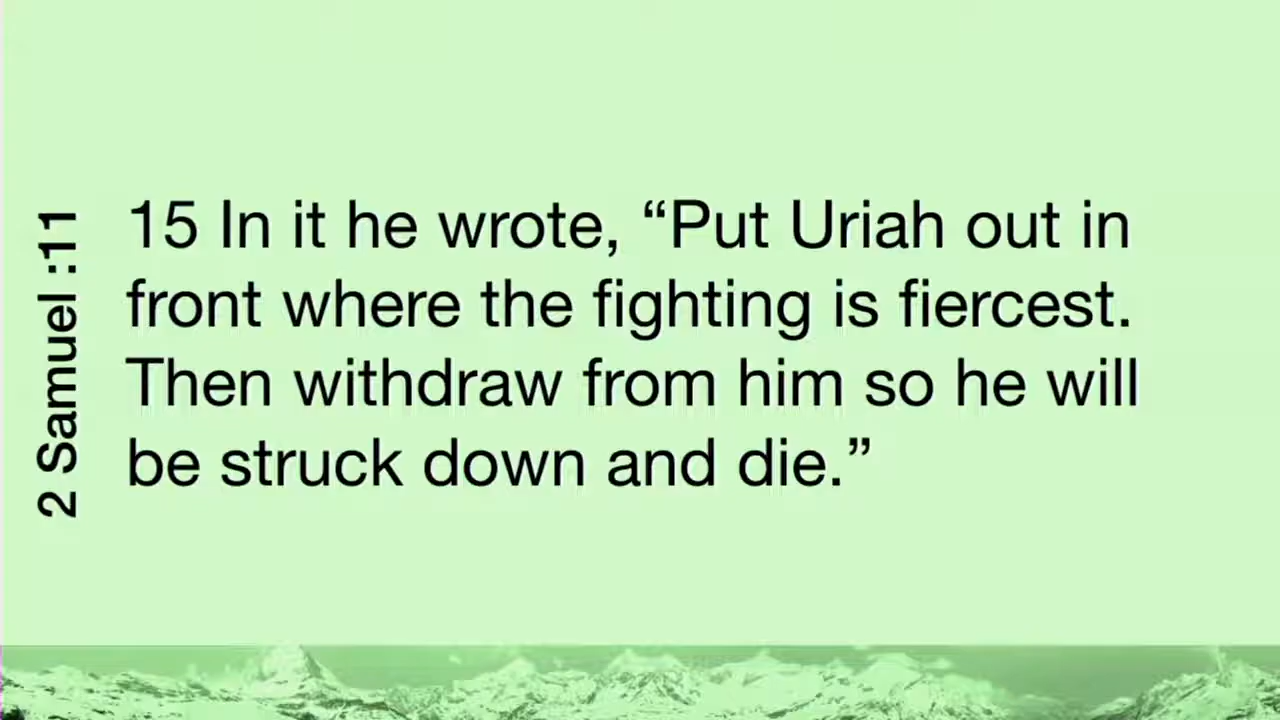 2 Samuel :11
15 In it he wrote, “Put Uriah out in
front where the fighting is fiercest.
Then withdraw from him so he will
be struck down and die.”